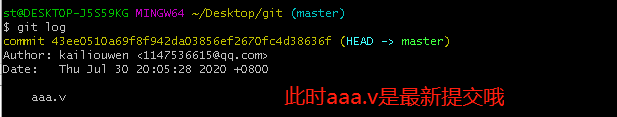 st@DESKTOP-J5S59KG MINGW64 ~/Desktop/git (master)
$ git log
commit 43ee0510a69f8f942da03856ef2670fc4d38636f (HEAD -> master)
Author: kailiouwen <1147536615@qq.com>
Date:   Thu Jul 30 20:05:28 2020 +0800
aaa.v 此时aaa.v是最新提交哦